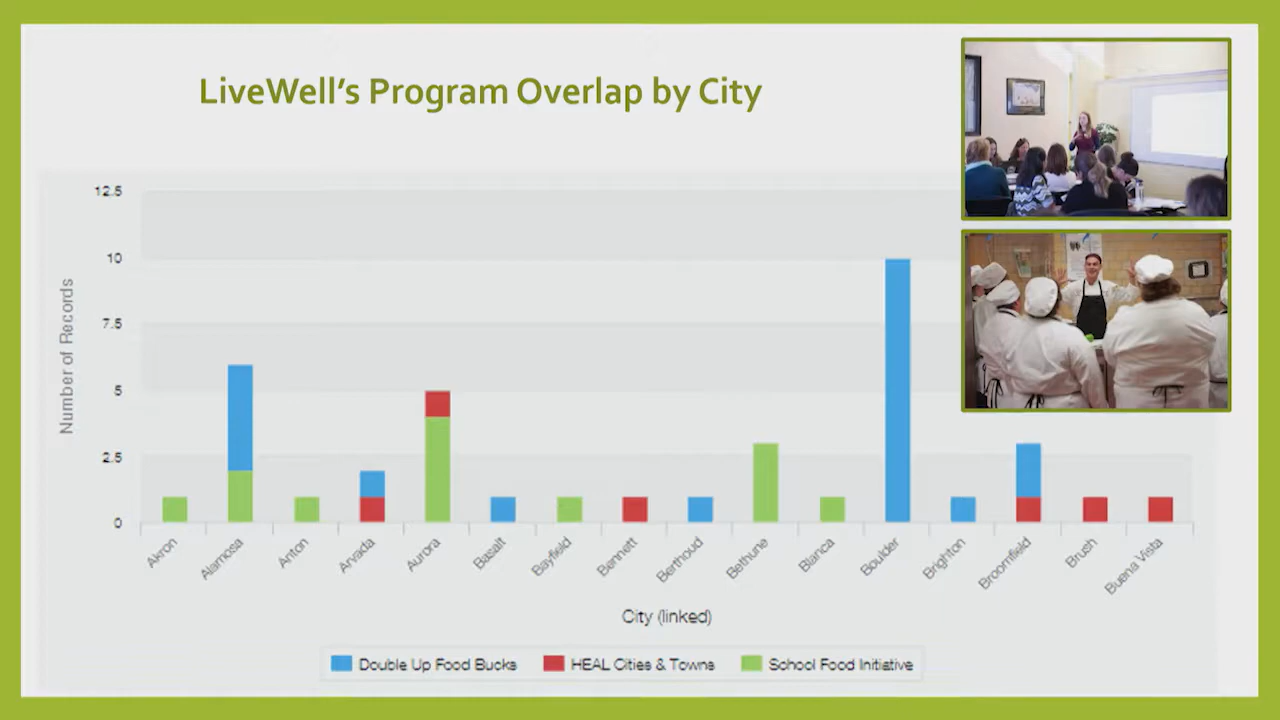 LiveWell's Program Overlap by City
12.5
10
7.5
5
2.5
0
Number of Records
Akron
Alamosa
Anton
Arvada
Aurora
Basalt
Bayfield
Bennett
Berthoud
Bethune
Blanca
Boulder
Brighton
Broomfield
Brush
Buena Vista
City (linked)
Double Up Food Bucks
HEAL Cities & Towns
School Food Initiative